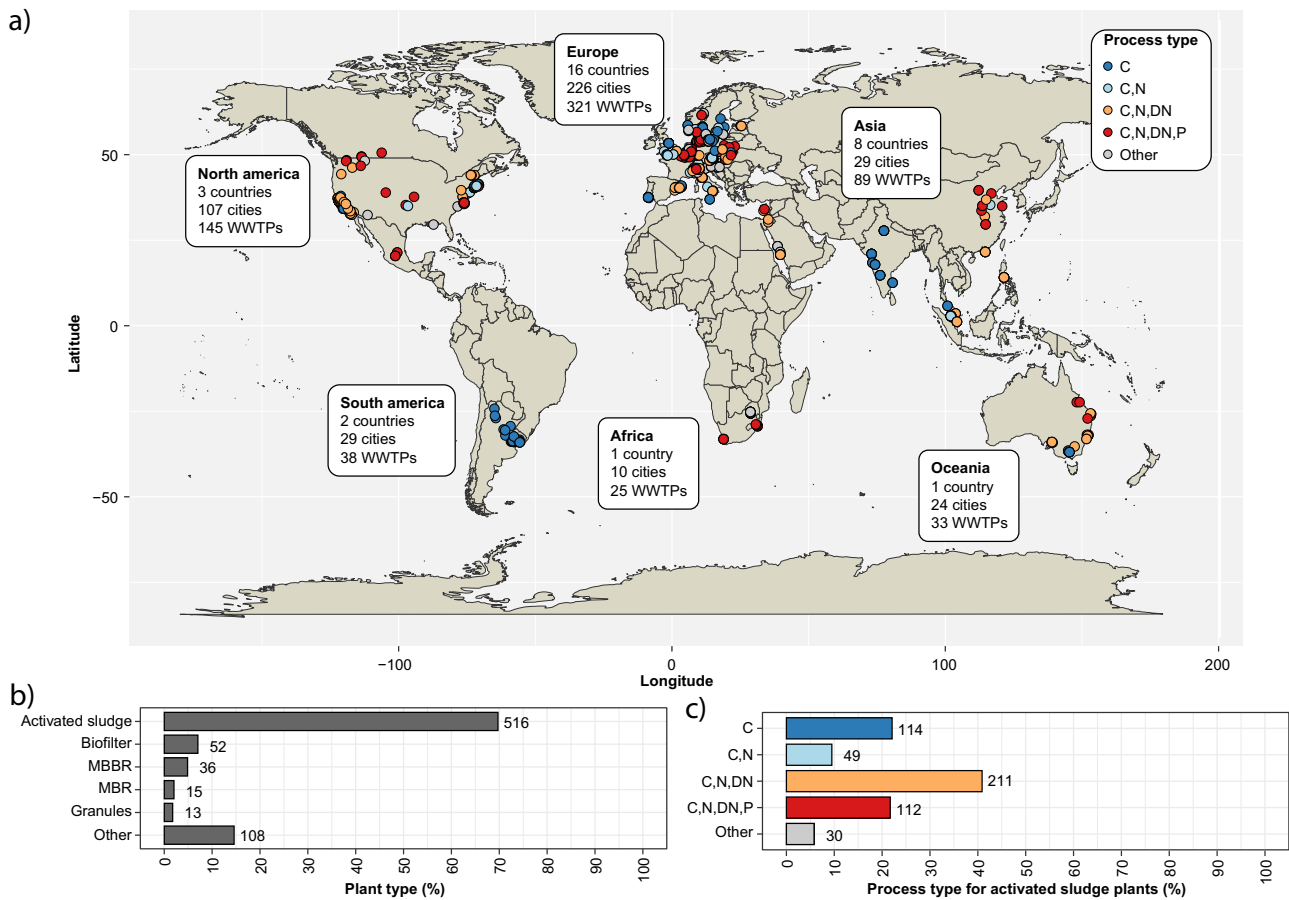 a)
Europe
16 countries
226 cities
321 WWTPs
Process type
C
C,N
C,N,DN
C,N,DN,P
Other
Asia
8 countries
29 cities
89 WWTPs
North america
3 countries
107 cities
145 WWTPs
South america
2 countries
29 cities
38 WWTPs
Africa
1 country
10 cities
25 WWTPs
Oceania
1 country
24 cities
33 WWTPs
Latitude
50
0
−50
−100
0
100
200
Longitude
b)
Activated sludge 516
Biofilter 52
MBBR 36
MBR 15
Granules 13
Other 108
0 10 20 30 40 50 60 70 80 90 100
Plant type (%)
c)
C 114
C,N 49
C,N,DN 211
C,N,DN,P 112
Other 30
0 10 20 30 40 50 60 70 80 90 100
Process type for activated sludge plants (%)